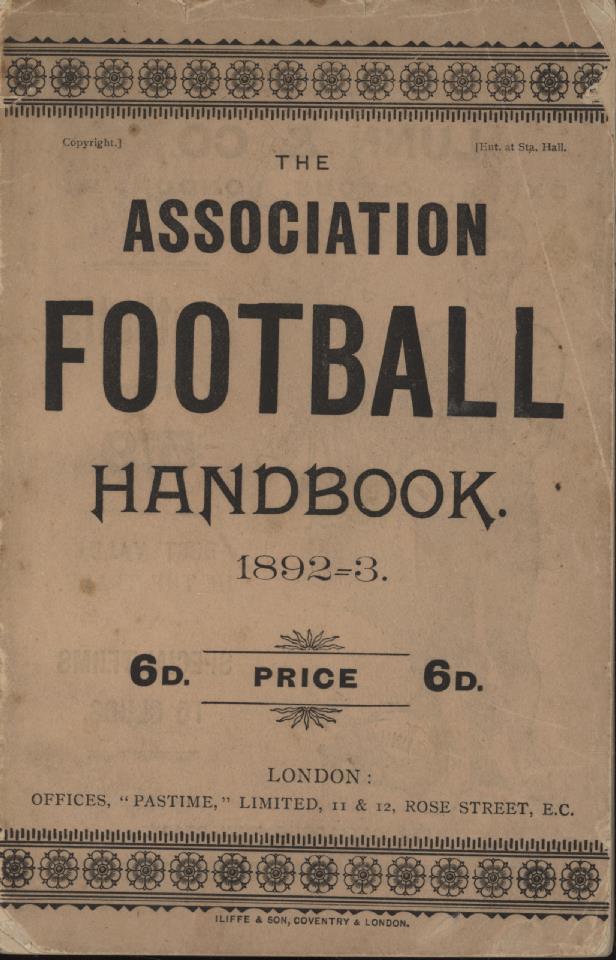 Copyright.] [Ent. at Sta. Hall.
THE
ASSOCIATION
FOOTBALL
HANDBOOK.
1892=3.
6D. PRICE 6D.
LONDON:
OFFICES, "PASTIME," LIMITED, 11 & 12, ROSE STREET, E.C.
ILIFFE & SON, COVENTRY & LONDON.